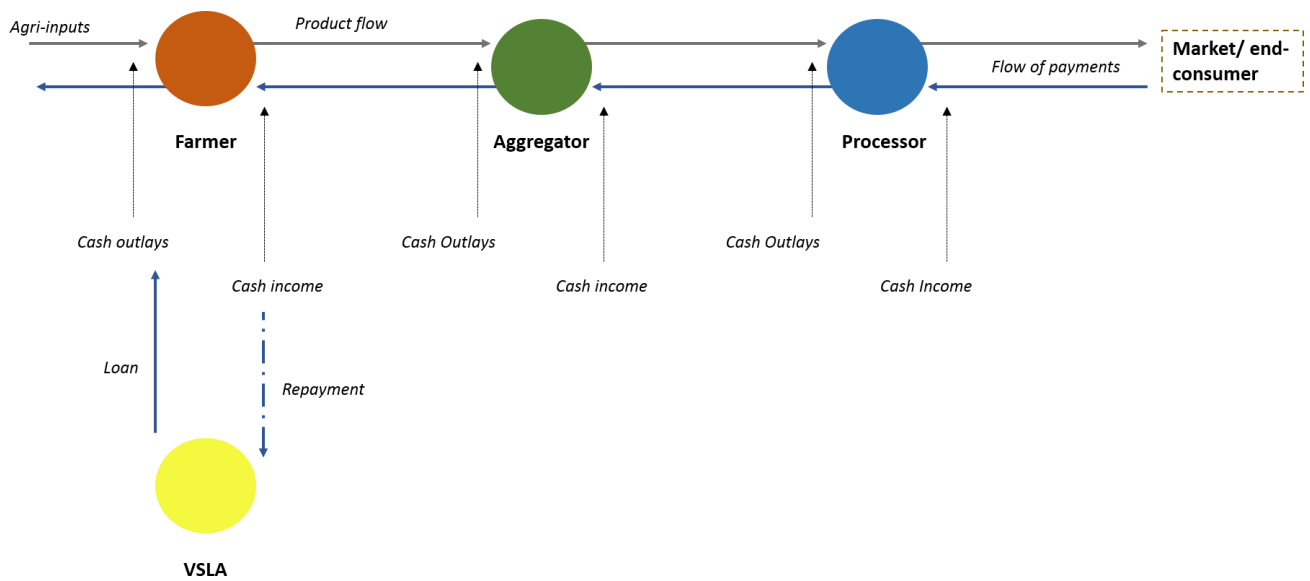 Agri-inputs
Product flow
Market/ end-
consumer
Flow of payments
Farmer
Aggregator
Processor
Cash outlays
Cash Outlays
Cash Outlays
Cash income
Cash income
Cash Income
Loan
Repayment
VSLA